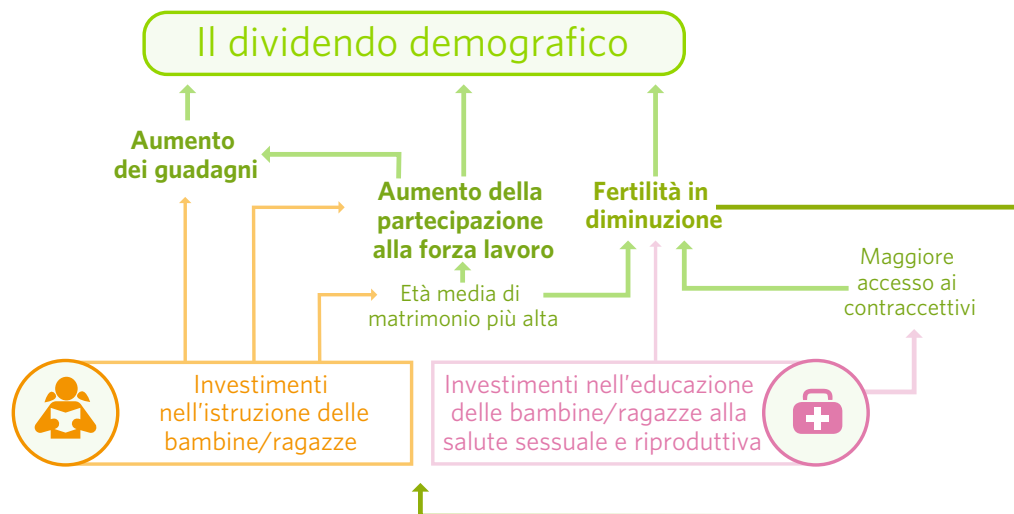 Il dividendo demografico
Aumento
dei guadagni
Aumento della
partecipazione
alla forza lavoro
Fertilità in
diminuzione
Maggiore
accesso ai
contraccettivi
Età media di
matrimonio più alta
Investimenti
nell'istruzione delle
bambine/ragazze
Investimenti nell'educazione
delle bambine/ragazze alla
salute sessuale e riproduttiva